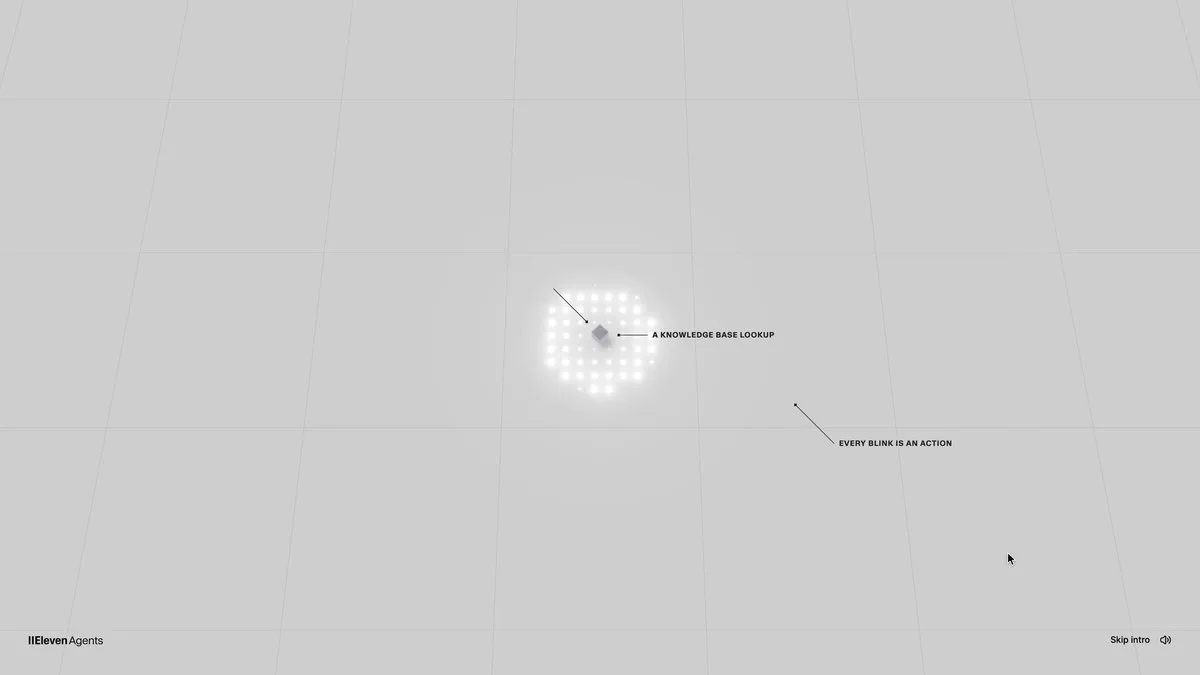 A KNOWLEDGE BASE LOOKUP
EVERY BLINK IS AN ACTION
IIElevenAgents
Skip intro